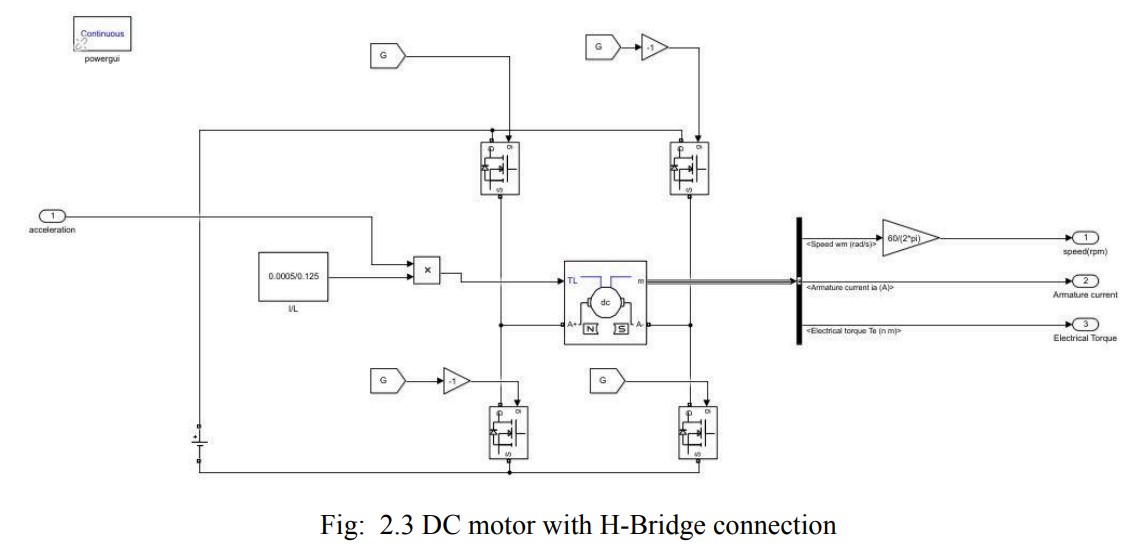 Continuous
powergui
G
G
-1
D
g
S
D
g
S
1
acceleration
0.0005/0.125
I/L
×
TL
m
dc
A+
N
S
A-
<Speed wm (rad/s)>
60/(2*pi)
1
speed(rpm)
<Armature current ia (A)>
2
Armature current
<Electrical torque Te (n m)>
3
Electrical Torque
G
-1
G
D
g
S
D
g
S
+
Fig: 2.3 DC motor with H-Bridge connection